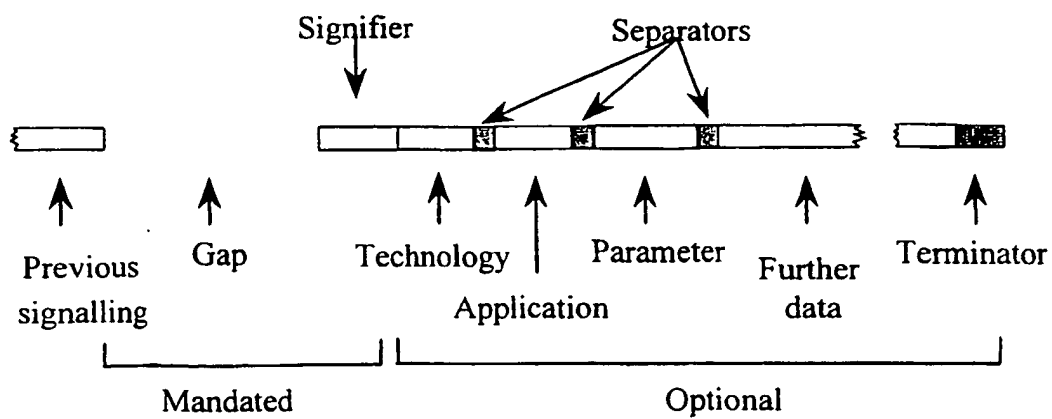 Signifier
Separators
Previous
signalling
Gap
Technology
Application
Parameter
Further
data
Terminator
Mandated
Optional